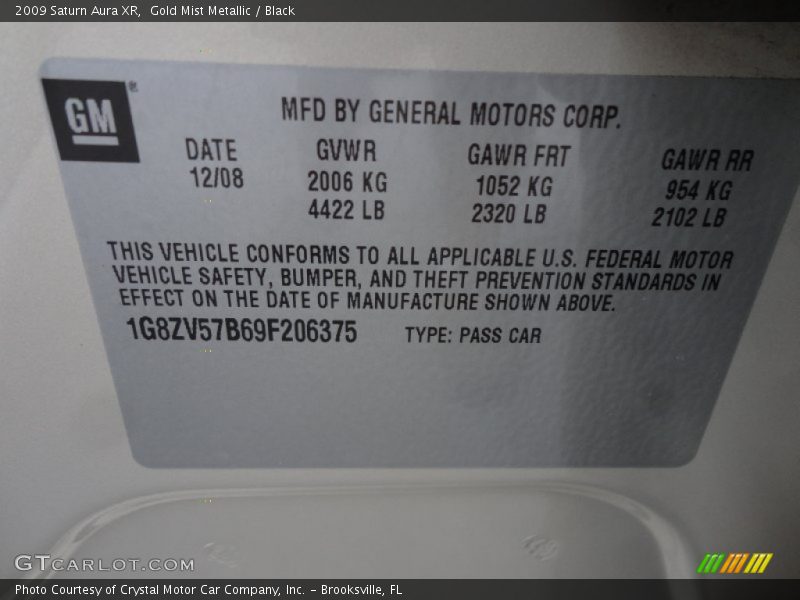 2009 Saturn Aura XR, Gold Mist Metallic / Black
GM®
MFD BY GENERAL MOTORS CORP.
DATE GVWR GAWR FRT GAWR RR
12/08 2006 KG 1052 KG 954 KG
4422 LB 2320 LB 2102 LB
THIS VEHICLE CONFORMS TO ALL APPLICABLE U.S. FEDERAL MOTOR
VEHICLE SAFETY, BUMPER, AND THEFT PREVENTION STANDARDS IN
EFFECT ON THE DATE OF MANUFACTURE SHOWN ABOVE.
1G8ZV57B69F206375 TYPE: PASS CAR
GTCARLOT.COM
Photo Courtesy of Crystal Motor Car Company, Inc. – Brooksville, FL